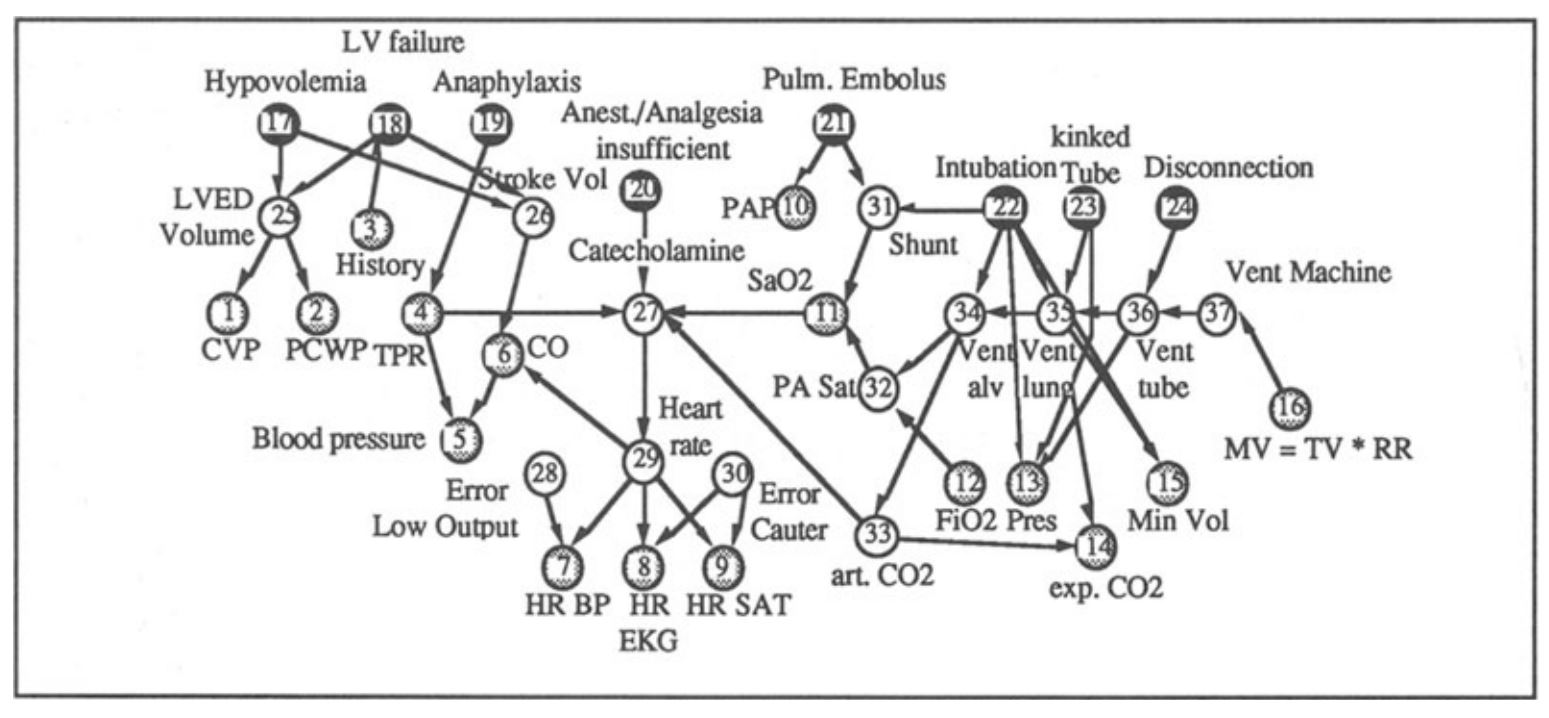 LV failure
Hypovolemia
Anaphylaxis
Pulm. Embolus
Anest./Analgesia
insufficient
17
18
19
21
kinked
Tube
Intubation
Disconnection
Stroke Vol
20
LVED
Volume
25
3
26
PAP
10
31
22
23
24
History
Catecholamine
Shunt
SaO2
Vent Machine
1
2
4
27
11
34
35
36
37
CVP
PCWP
TPR
6
CO
PA Sat
32
Vent
alv
Vent
lung
Vent
tube
16
MV = TV * RR
Blood pressure
5
Heart
rate
29
28
30
Error
Low Output
Error
Cauter
12
13
15
FiO2
Pres
Min Vol
33
14
art. CO2
exp. CO2
7
8
9
HR BP
HR
EKG
HR SAT